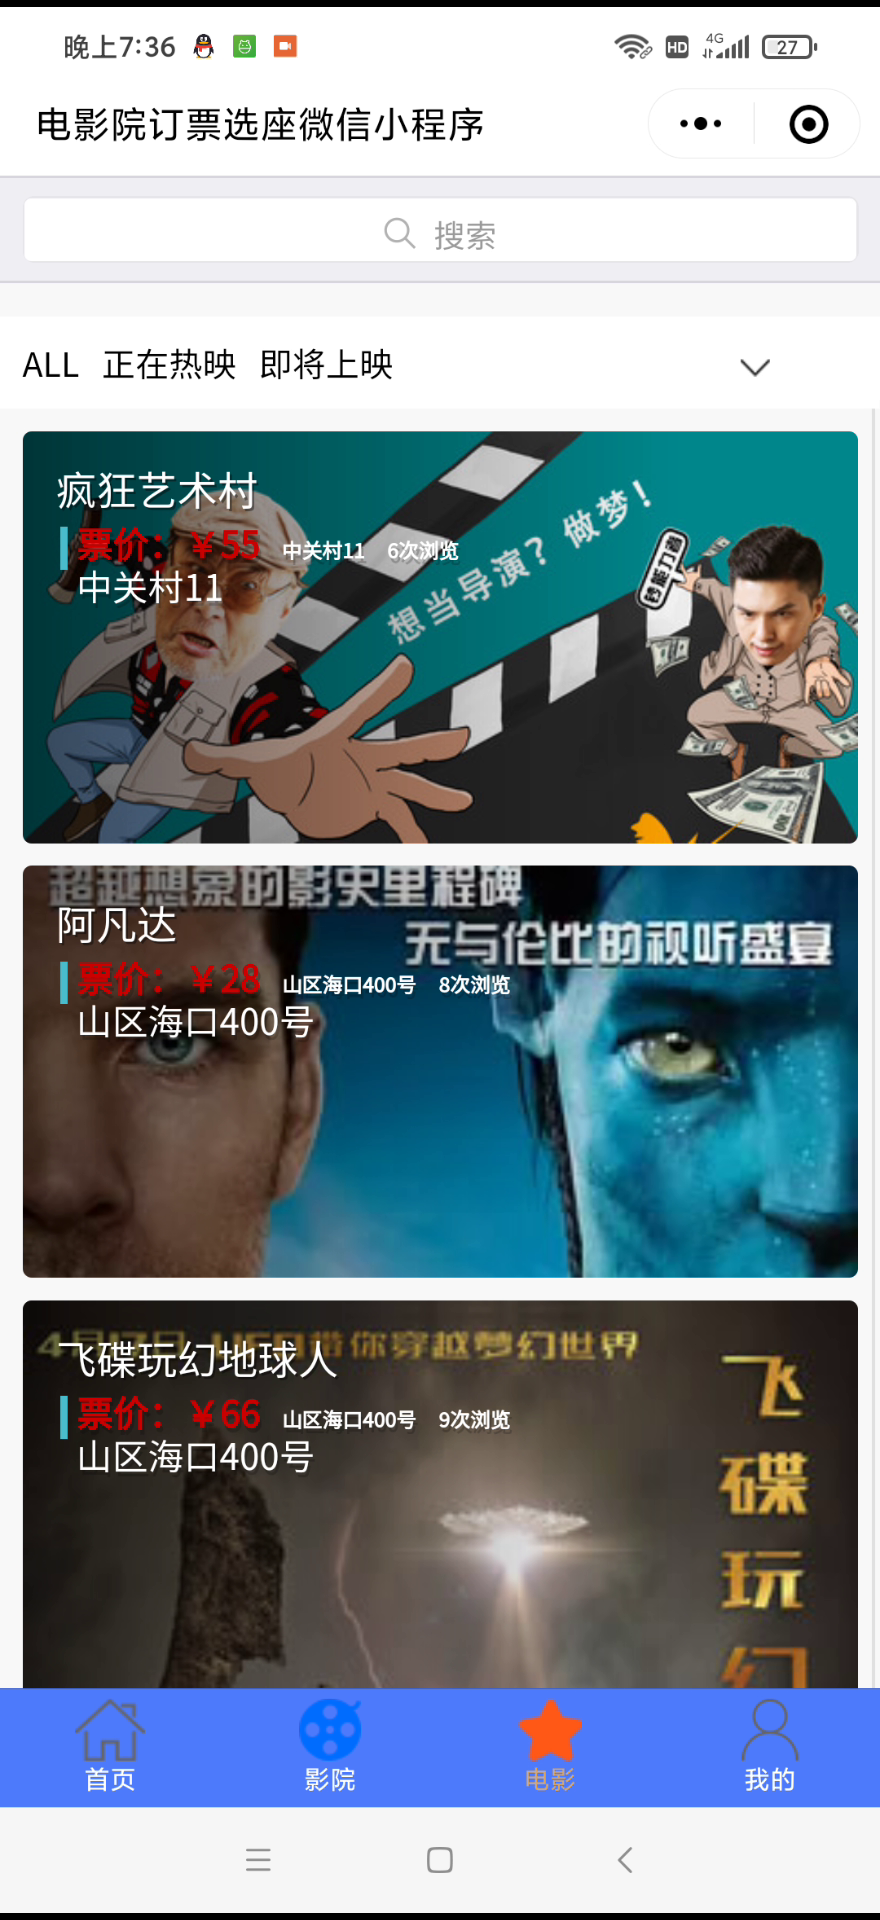 晚上7:36
HD
4G
27
电影院订票选座微信小程序
搜索
ALL 正在热映 即将上映
疯狂艺术村
票价：￥55 中关村11 6次浏览
中关村11
想当导演？做梦！
钞能力者
超越想象的影史里程碑
阿凡达
无与伦比的视听盛宴
票价：￥28 山区海口400号 8次浏览
山区海口400号
带你穿越梦幻世界
飞碟玩幻地球人
票价：￥66 山区海口400号 9次浏览
山区海口400号
飞碟玩幻
首页 影院 电影 我的